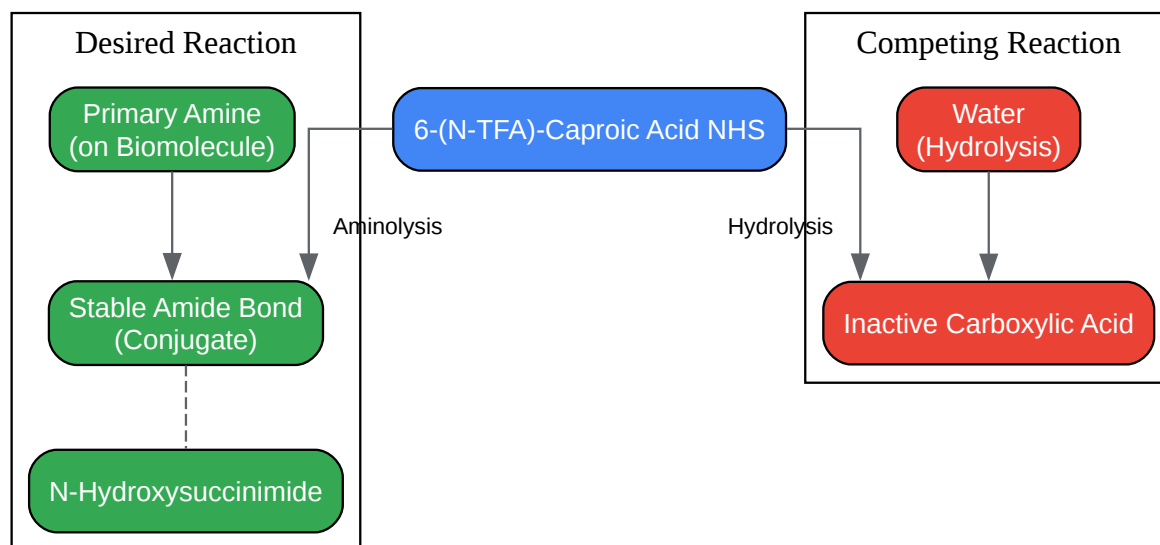 Desired Reaction
Primary Amine
(on Biomolecule)
6-(N-TFA)-Caproic Acid NHS
Competing Reaction
Water
(Hydrolysis)
Aminolysis
Hydrolysis
Stable Amide Bond
(Conjugate)
Inactive Carboxylic Acid
N-Hydroxysuccinimide